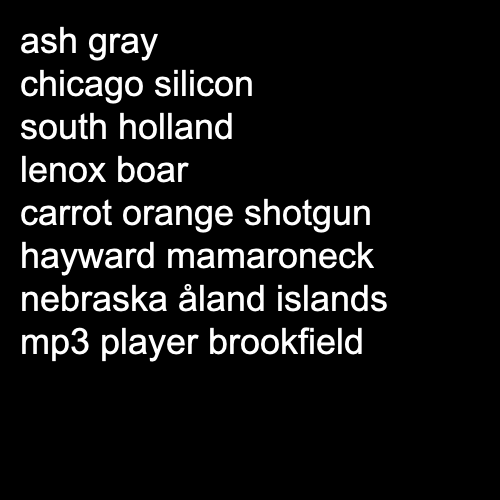 ash gray
chicago silicon
south holland
lenox boar
carrot orange shotgun
hayward mamaroneck
nebraska åland islands
mp3 player brookfield